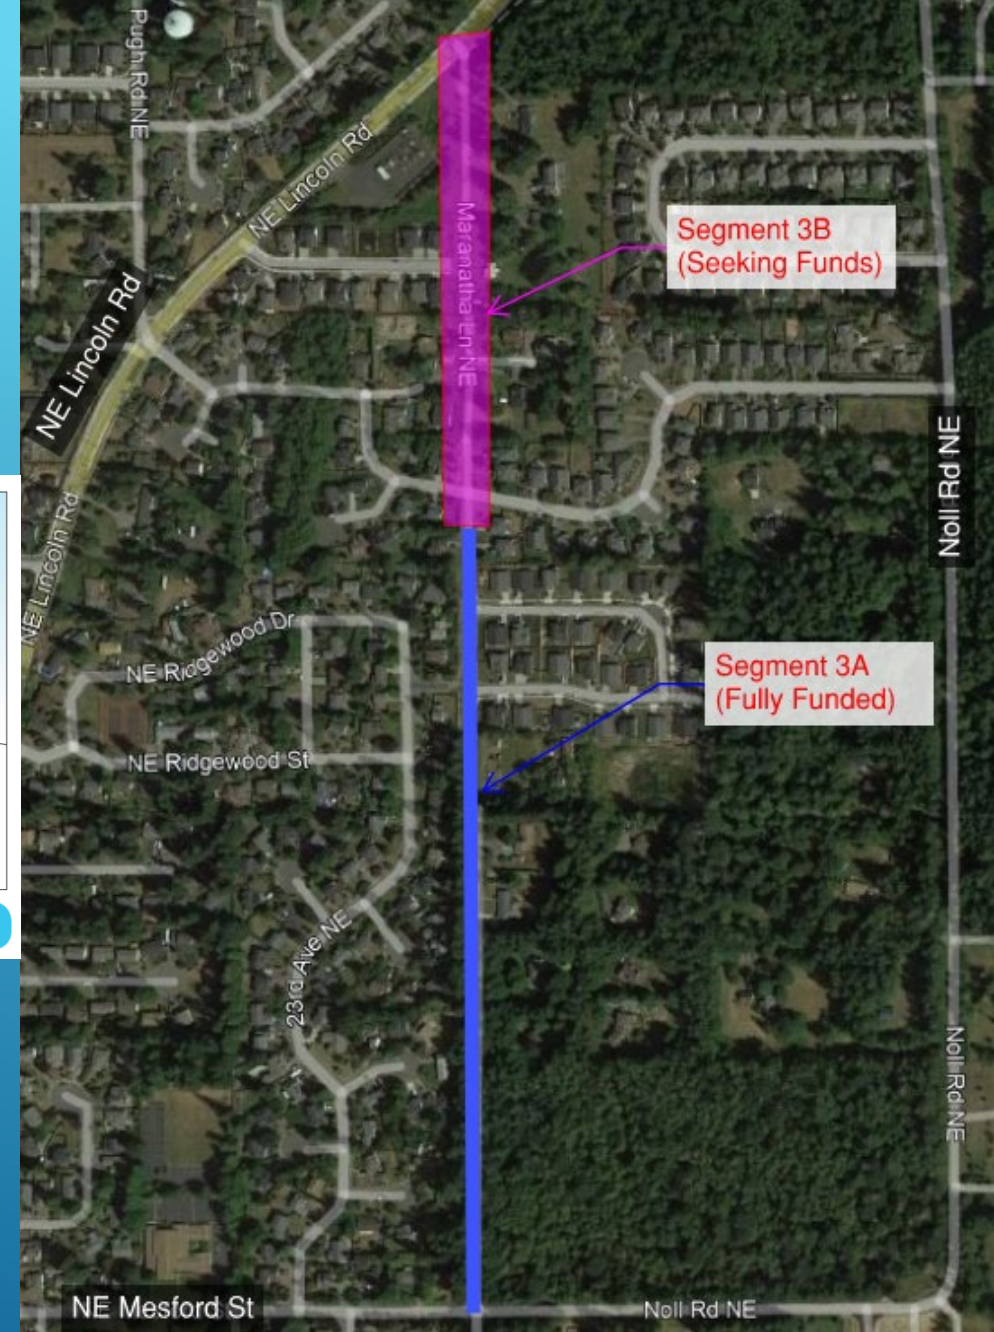 Pugh Rd NE
NE Lincoln Rd
Maranatha Ln NE
Segment 3B
(Seeking Funds)
NE Lincoln Rd
Noll Rd NE
NE Lincoln Rd
NE Ridgewood Dr
Segment 3A
(Fully Funded)
NE Ridgewood St
23rd Ave NE
Noll Rd NE
NE Mesford St
Noll Rd NE